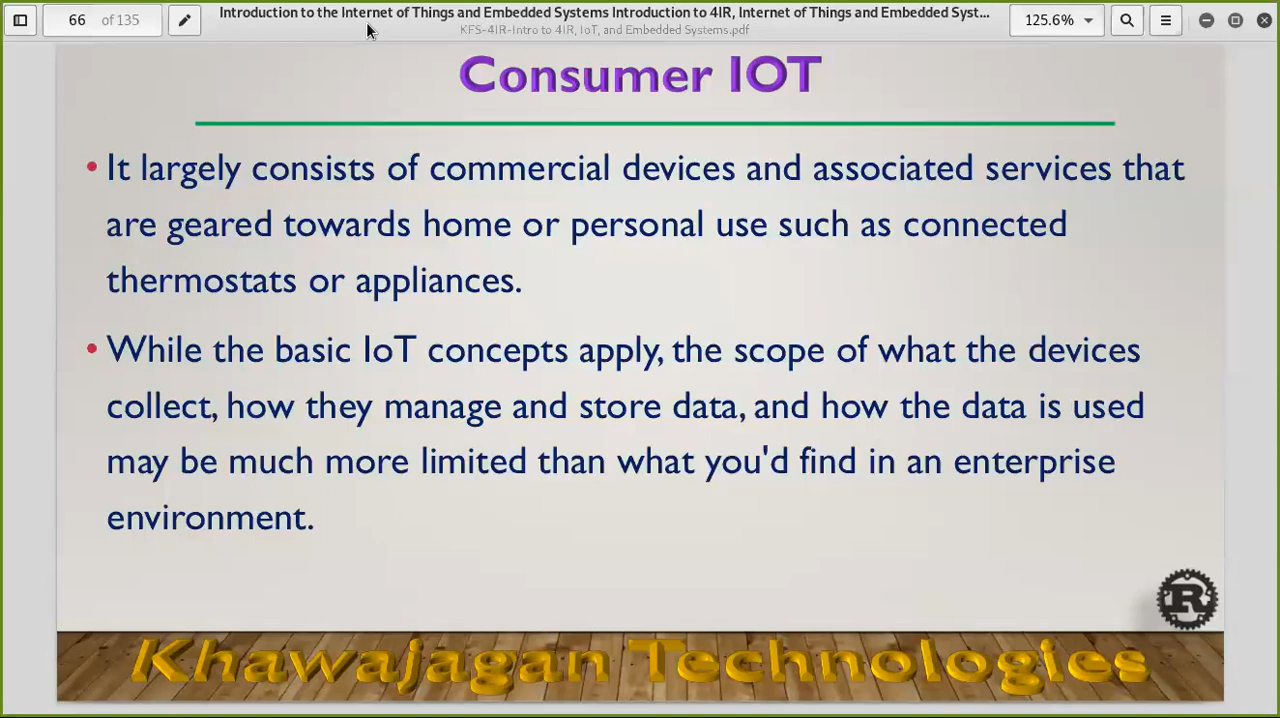 66 of 135
Introduction to the Internet of Things and Embedded Systems Introduction to 4IR, Internet of Things and Embedded Syst...
KFS-4IR-Intro to 4IR, IoT, and Embedded Systems.pdf
125.6%
Consumer IOT
• It largely consists of commercial devices and associated services that
are geared towards home or personal use such as connected
thermostats or appliances.
• While the basic IoT concepts apply, the scope of what the devices
collect, how they manage and store data, and how the data is used
may be much more limited than what you'd find in an enterprise
environment.
R
Khawajagan Technologies